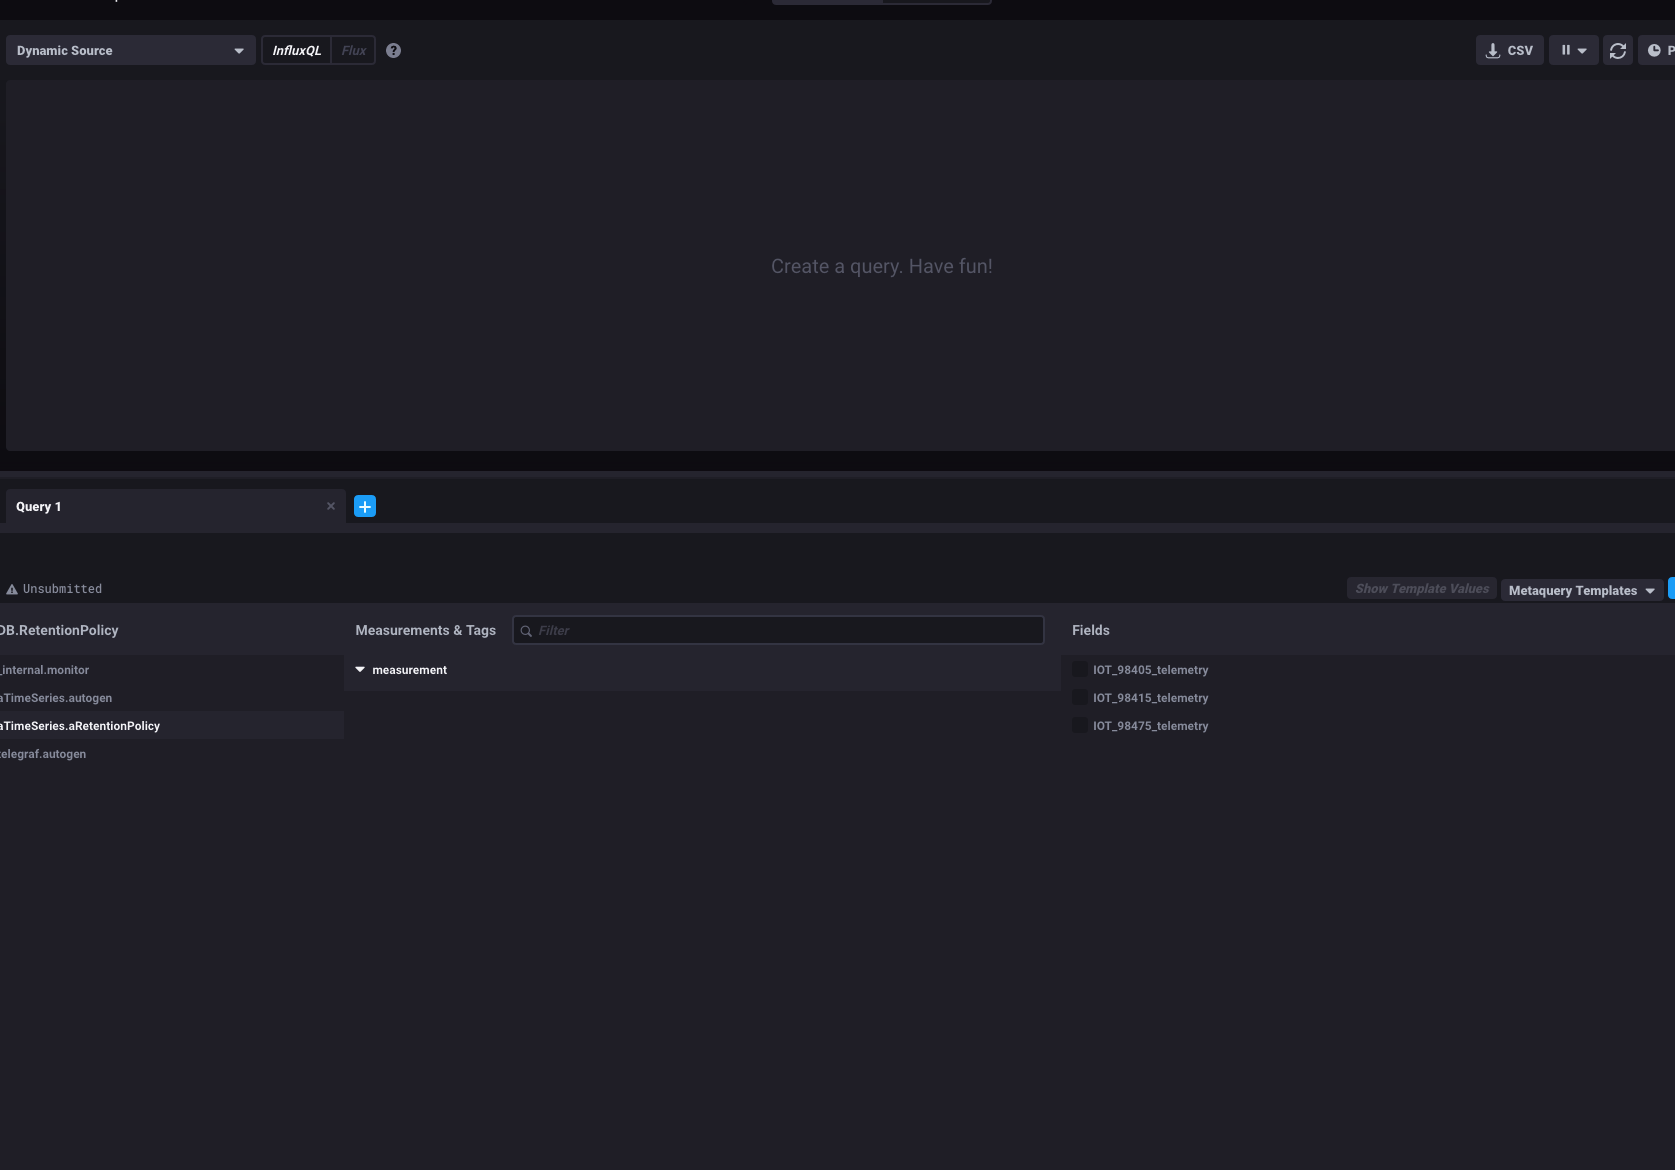 Dynamic Source InfluxQL Flux ? CSV
Create a query. Have fun!
Query 1
Unsubmitted Show Template Values Metaquery Templates
DB.RetentionPolicy Measurements & Tags Filter Fields
_internal.monitor measurement IOT_98405_telemetry
aTimeSeries.autogen IOT_98415_telemetry
aTimeSeries.aRetentionPolicy IOT_98475_telemetry
telegraf.autogen